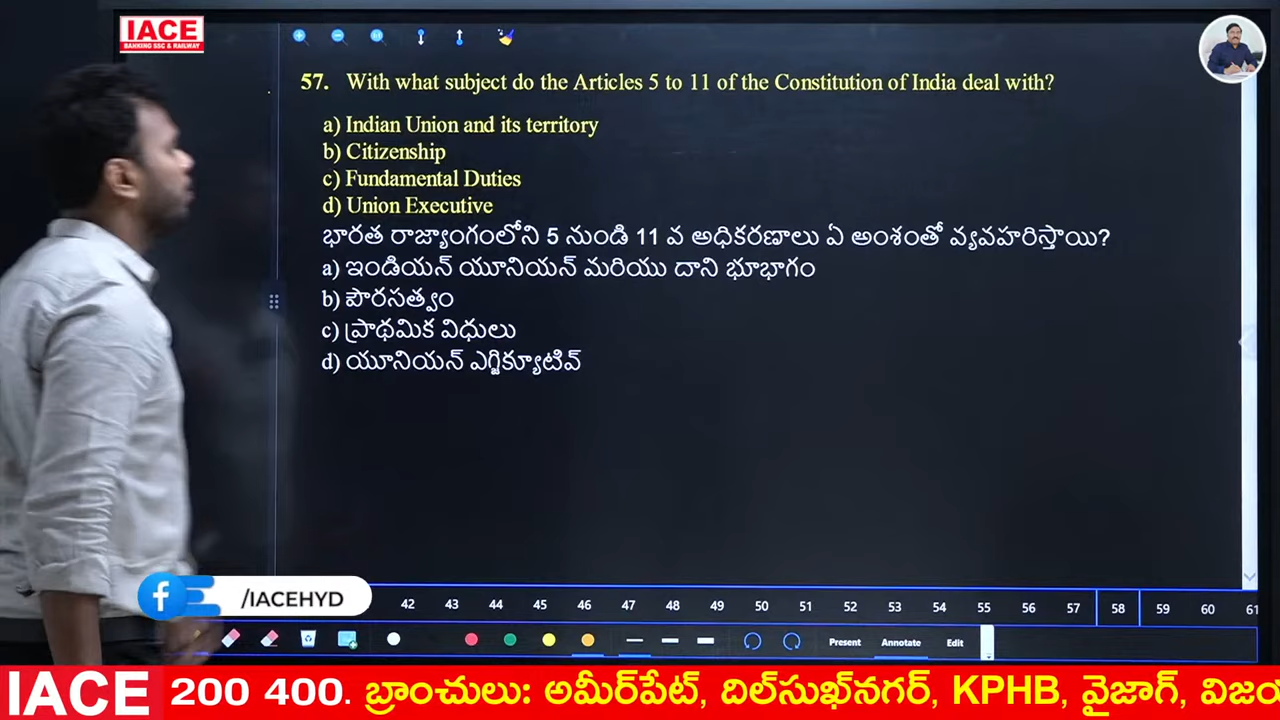 IACE
BANKING SSC & RAILWAY
57. With what subject do the Articles 5 to 11 of the Constitution of India deal with?
a) Indian Union and its territory
b) Citizenship
c) Fundamental Duties
d) Union Executive
భారత రాజ్యాంగంలోని 5 నుండి 11 వ అధికరణాలు ఏ అంశంతో వ్యవహరిస్తాయి?
a) ఇండియన్ యూనియన్ మరియు దాని భూభాగం
b) పౌరసత్వం
c) ప్రాథమిక విధులు
d) యూనియన్ ఎగ్జిక్యూటివ్
/IACEHYD
42 43 44 45 46 47 48 49 50 51 52 53 54 55 56 57 58 59 60 61
Present Annotate Edit
IACE 200 400. బ్రాంచులు: అమీర్‌పేట్, దిల్‌సుఖ్‌నగర్, KPHB, వైజాగ్,